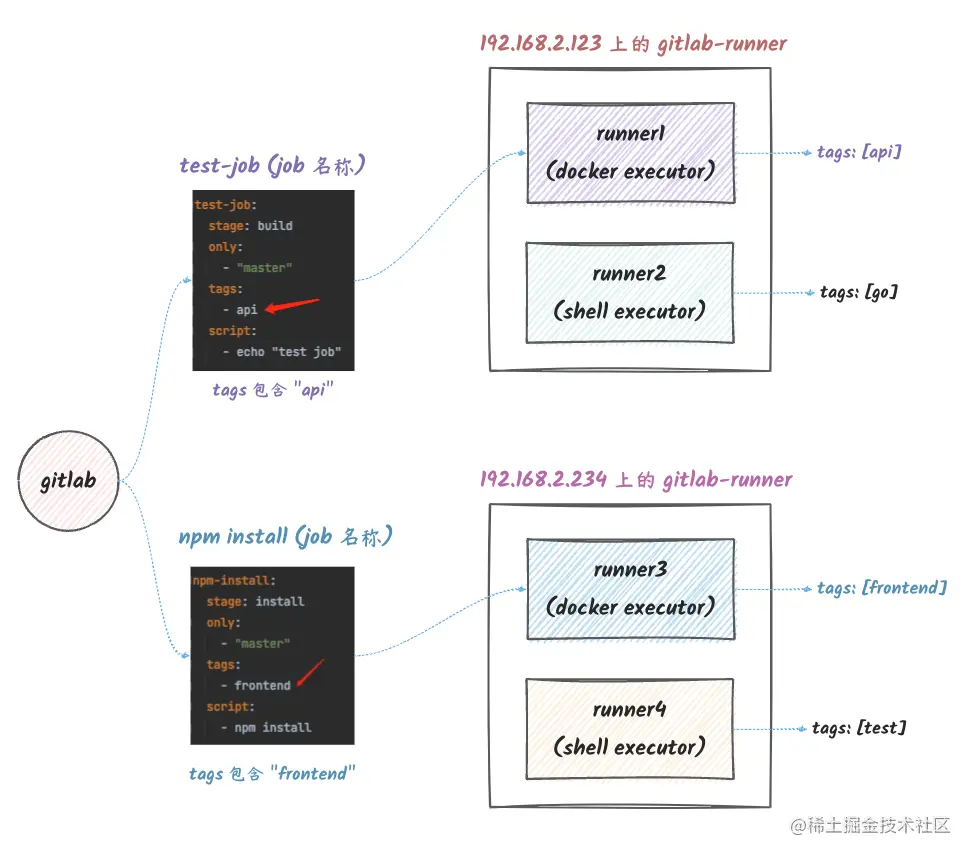 192.168.2.123 上的 gitlab-runner
runner1
(docker executor)
tags: [api]
runner2
(shell executor)
tags: [go]
test-job (job 名称)
test-job:
  stage: build
  only:
    - "master"
  tags:
    - api
  script:
    - echo "test job"
tags 包含 "api"
gitlab
192.168.2.234 上的 gitlab-runner
runner3
(docker executor)
tags: [frontend]
runner4
(shell executor)
tags: [test]
npm install (job 名称)
npm-install:
  stage: install
  only:
    - "master"
  tags:
    - frontend
  script:
    - npm install
tags 包含 "frontend"
@稀土掘金技术社区